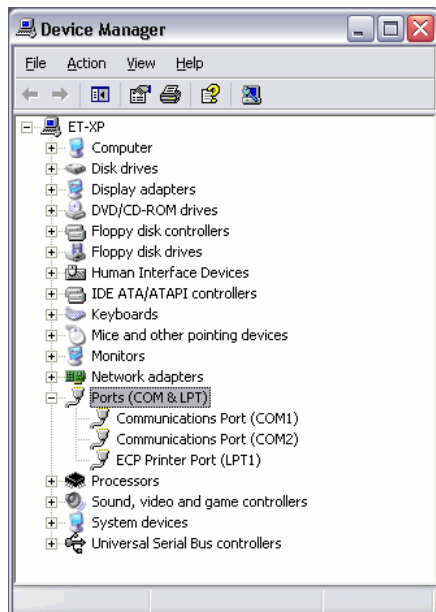 Device Manager
File Action View Help
ET-XP
Computer
Disk drives
Display adapters
DVD/CD-ROM drives
Floppy disk controllers
Floppy disk drives
Human Interface Devices
IDE ATA/ATAPI controllers
Keyboards
Mice and other pointing devices
Monitors
Network adapters
Ports (COM & LPT)
Communications Port (COM1)
Communications Port (COM2)
ECP Printer Port (LPT1)
Processors
Sound, video and game controllers
System devices
Universal Serial Bus controllers